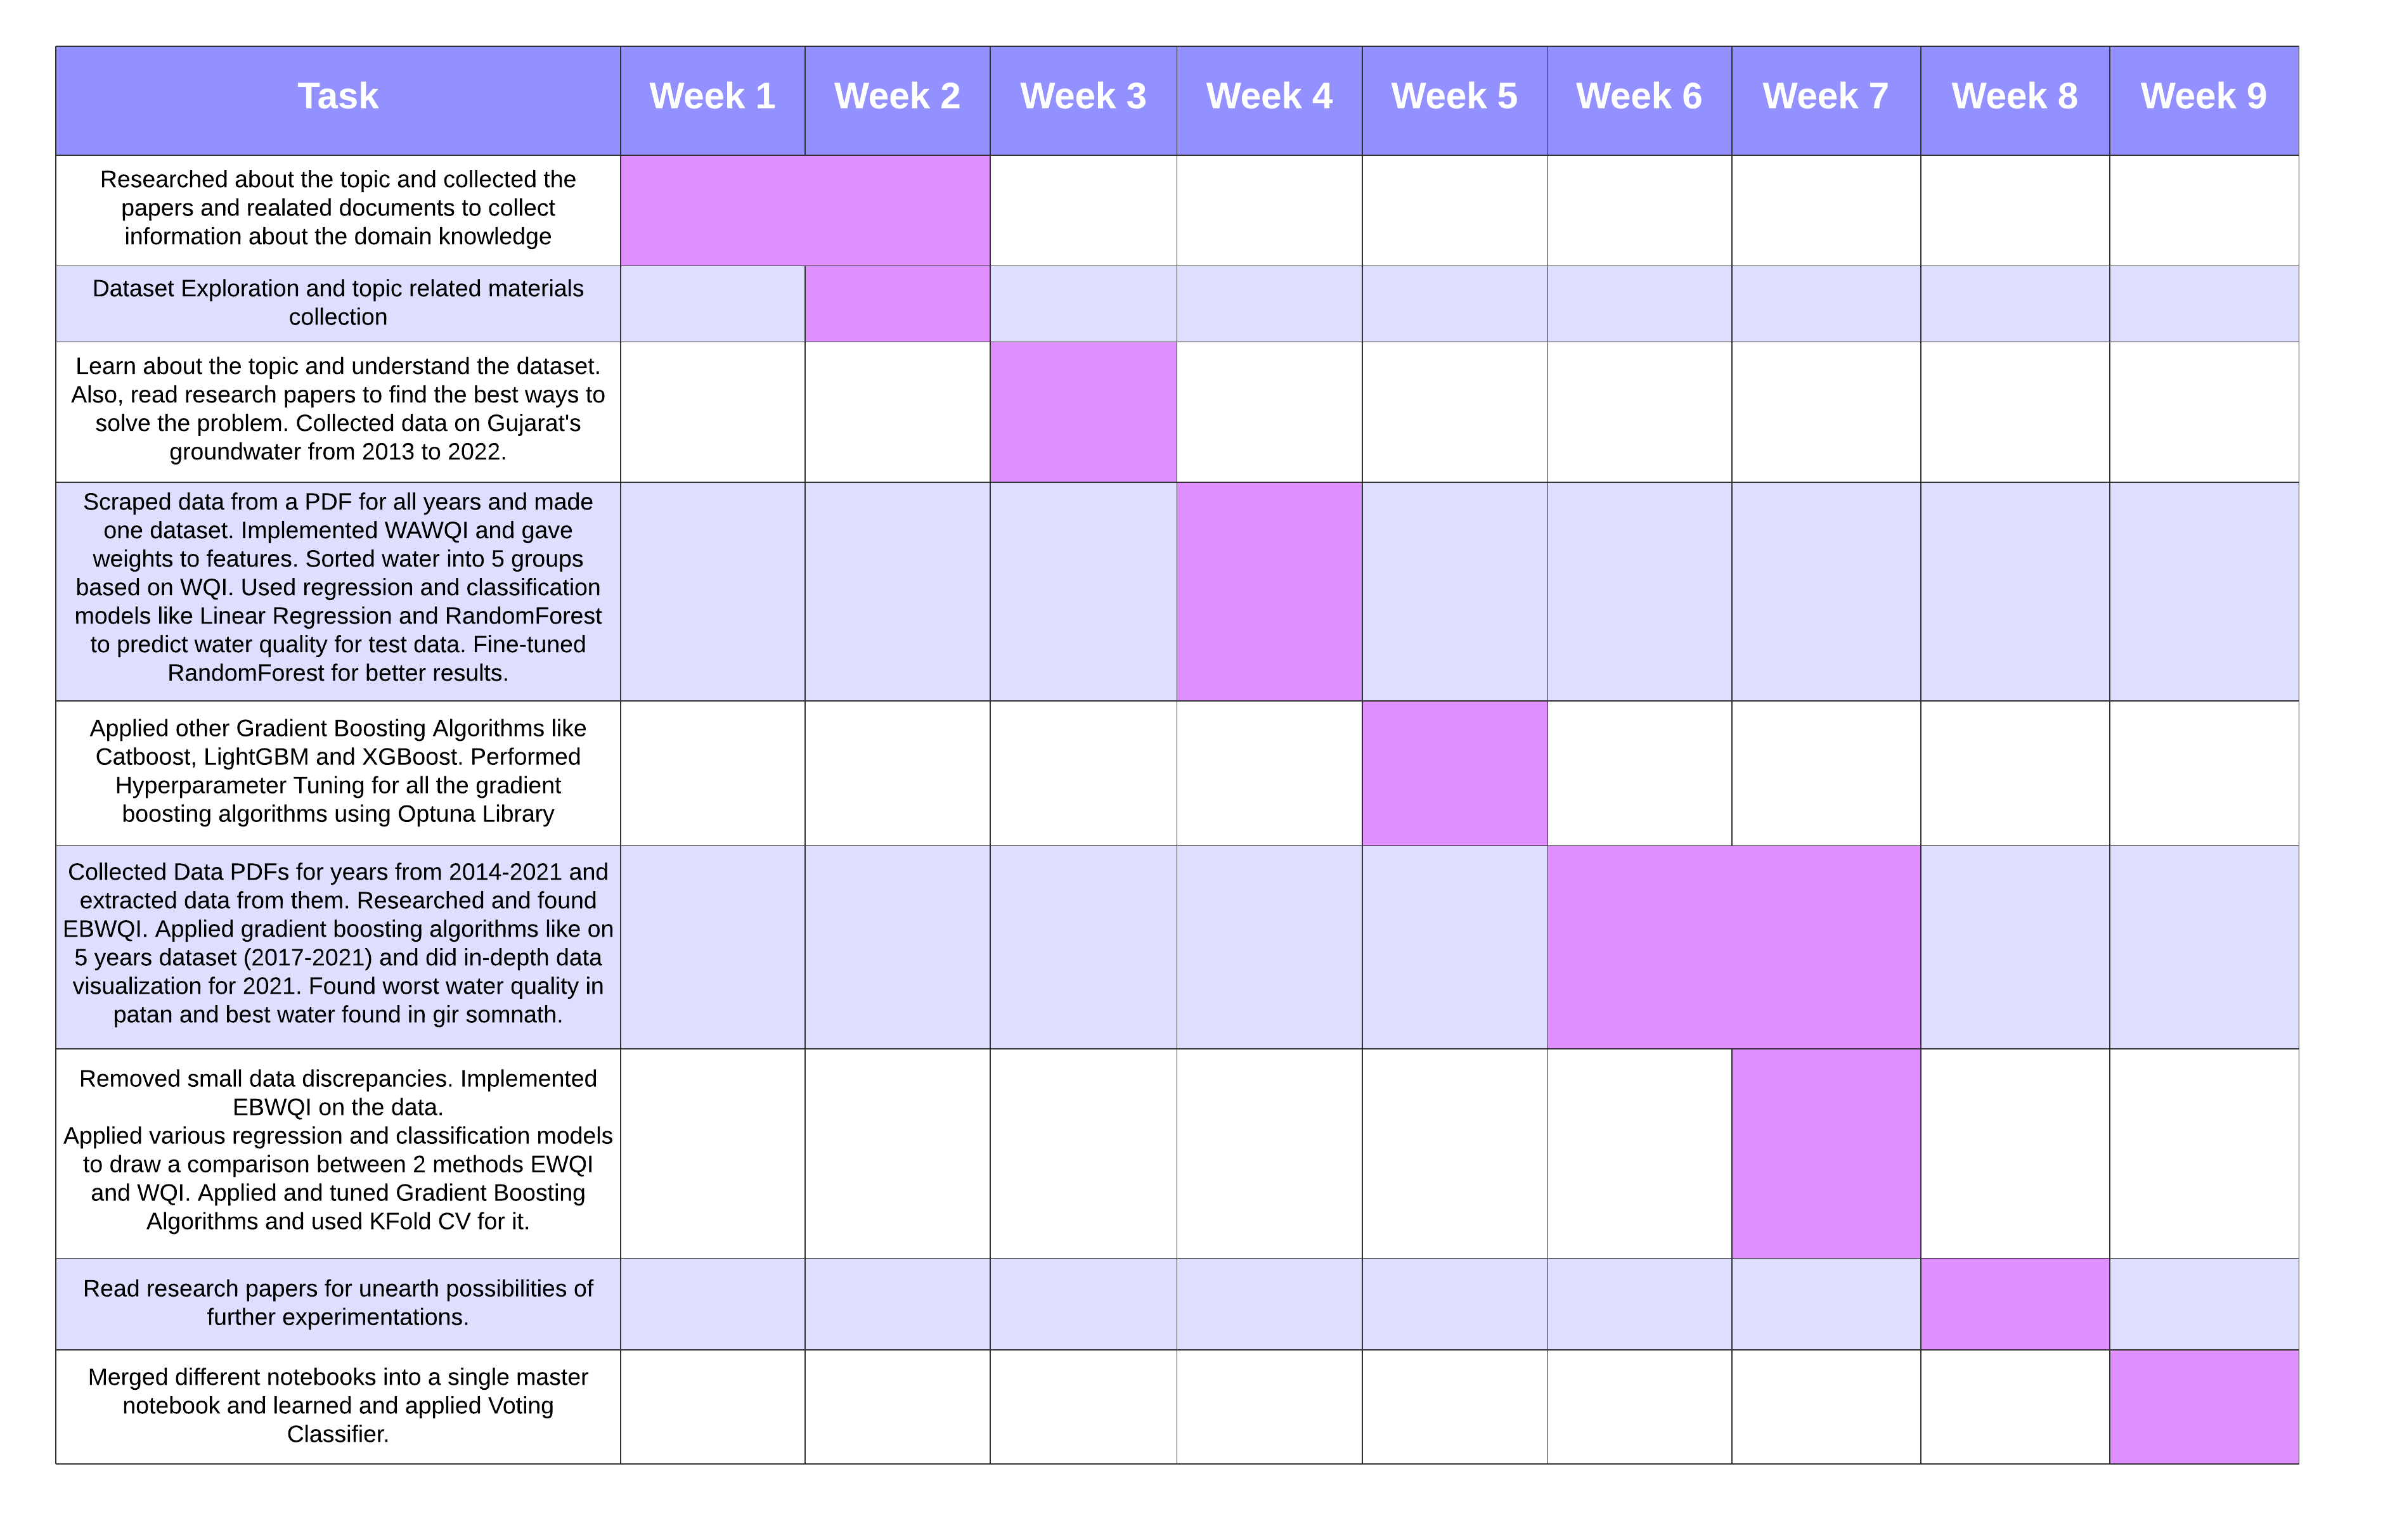 Task Week 1 Week 2 Week 3 Week 4 Week 5 Week 6 Week 7 Week 8 Week 9
Researched about the topic and collected the
papers and realated documents to collect
information about the domain knowledge
Dataset Exploration and topic related materials
collection
Learn about the topic and understand the dataset.
Also, read research papers to find the best ways to
solve the problem. Collected data on Gujarat's
groundwater from 2013 to 2022.
Scraped data from a PDF for all years and made
one dataset. Implemented WAWQI and gave
weights to features. Sorted water into 5 groups
based on WQI. Used regression and classification
models like Linear Regression and RandomForest
to predict water quality for test data. Fine-tuned
RandomForest for better results.
Applied other Gradient Boosting Algorithms like
Catboost, LightGBM and XGBoost. Performed
Hyperparameter Tuning for all the gradient
boosting algorithms using Optuna Library
Collected Data PDFs for years from 2014-2021 and
extracted data from them. Researched and found
EBWQI. Applied gradient boosting algorithms like on
5 years dataset (2017-2021) and did in-depth data
visualization for 2021. Found worst water quality in
patan and best water found in gir somnath.
Removed small data discrepancies. Implemented
EBWQI on the data.
Applied various regression and classification models
to draw a comparison between 2 methods EWQI
and WQI. Applied and tuned Gradient Boosting
Algorithms and used KFold CV for it.
Read research papers for unearth possibilities of
further experimentations.
Merged different notebooks into a single master
notebook and learned and applied Voting
Classifier.